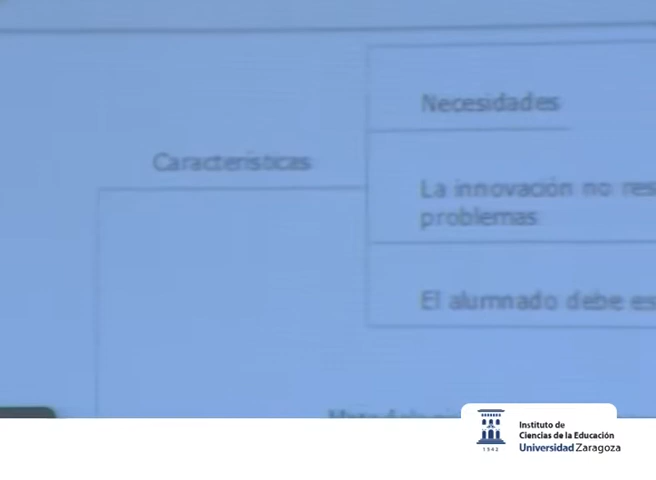 Necesidades
Características
La innovación no
problemas
El alumnado debe
Instituto de
Ciencias de la Educación
1542
Universidad Zaragoza